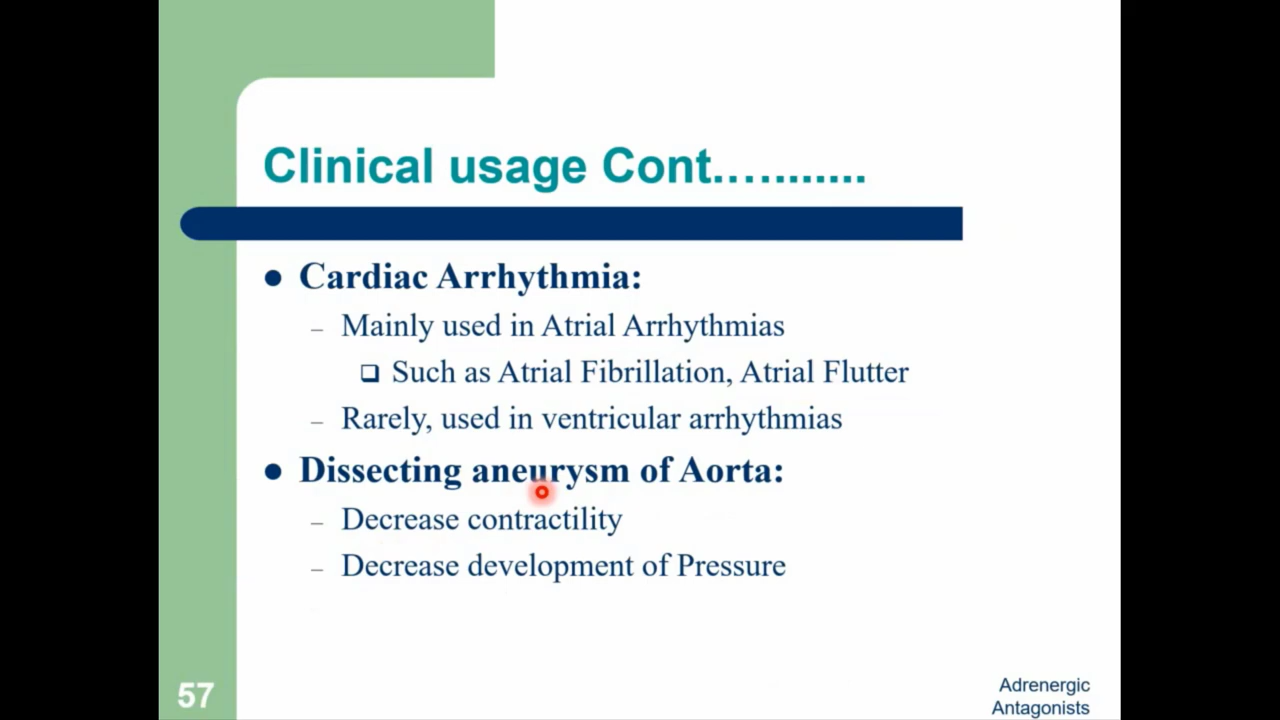 Clinical usage Cont.….......
● Cardiac Arrhythmia:
– Mainly used in Atrial Arrhythmias
❑ Such as Atrial Fibrillation, Atrial Flutter
– Rarely, used in ventricular arrhythmias
● Dissecting aneurysm of Aorta:
– Decrease contractility
– Decrease development of Pressure
57
Adrenergic
Antagonists